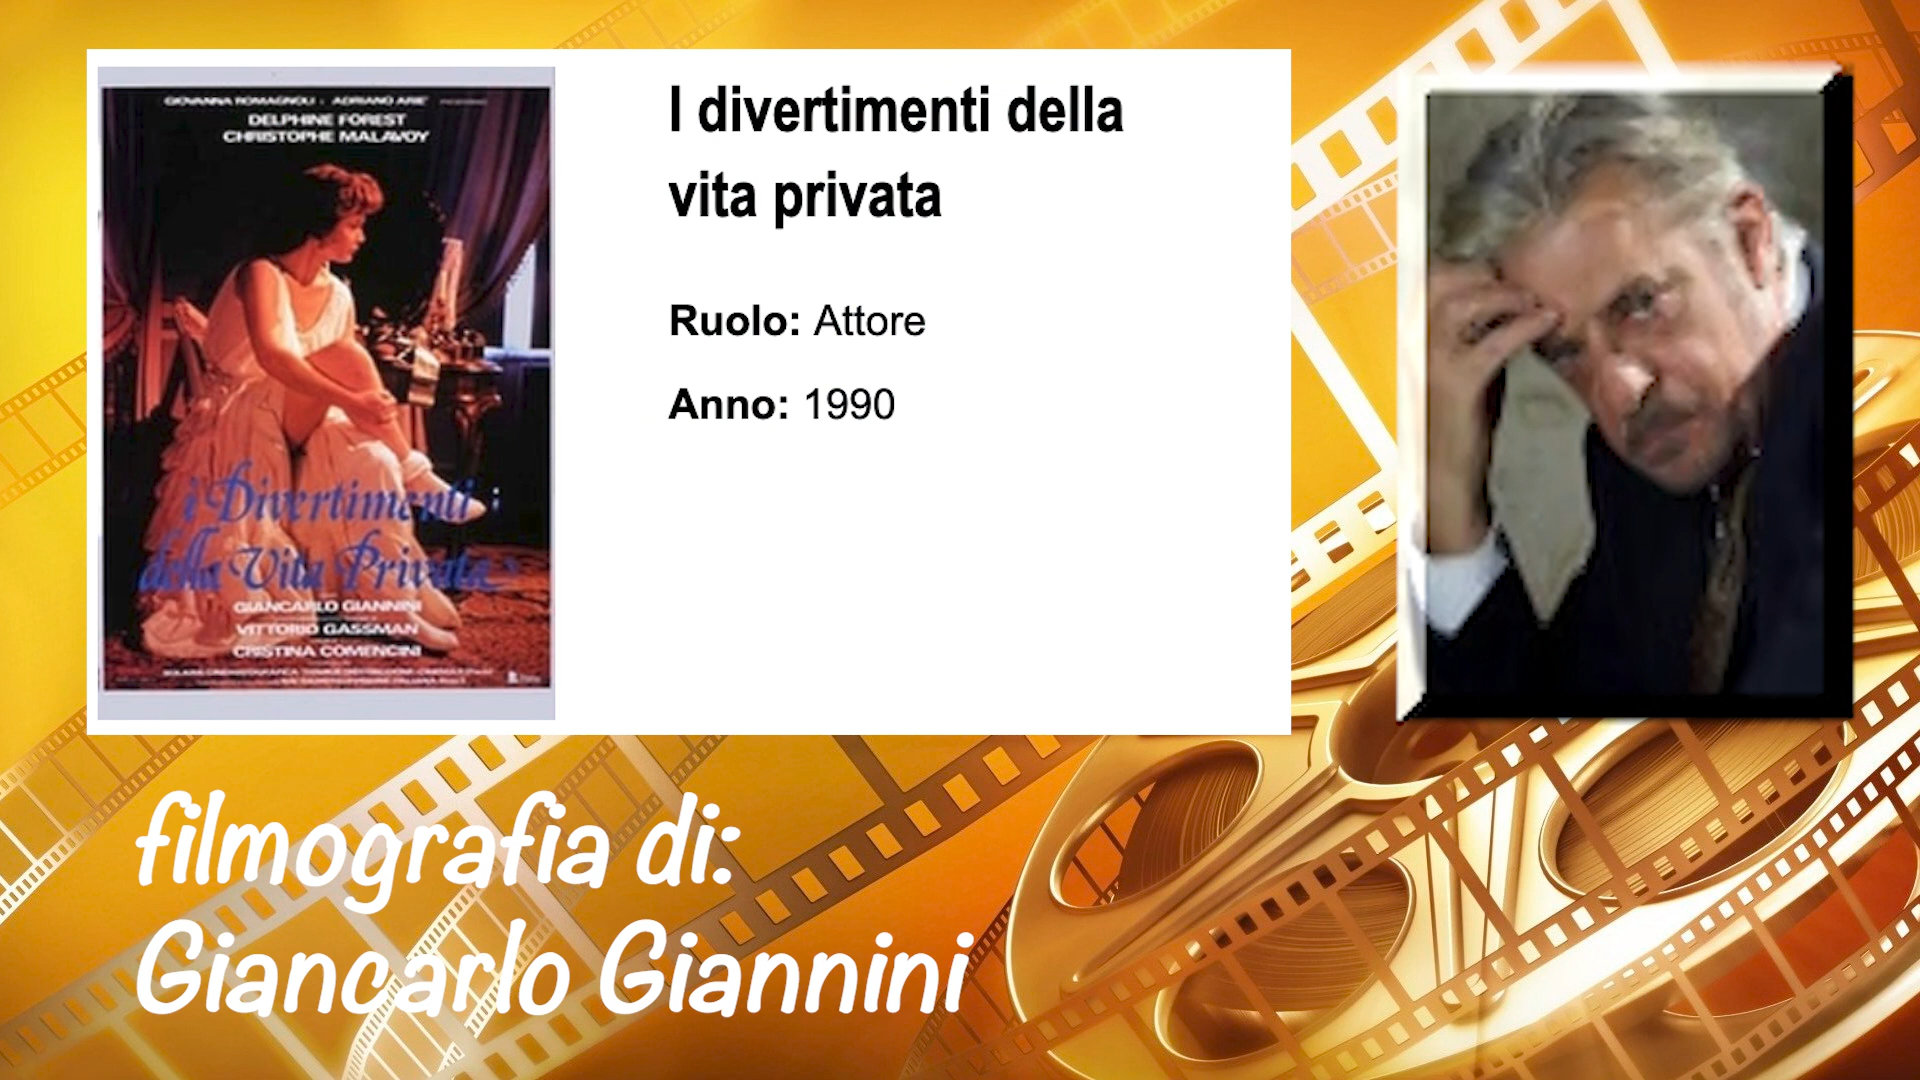 GIOVANNA ROMAGNOLI ADRIANO ARIE'
DELPHINE FOREST
CHRISTOPHE MALAVOY
i Divertimenti
della Vita Privata
GIANCARLO GIANNINI
VITTORIO GASSMAN
CRISTINA COMENCINI
I divertimenti della
vita privata
Ruolo: Attore
Anno: 1990
filmografia di:
Giancarlo Giannini